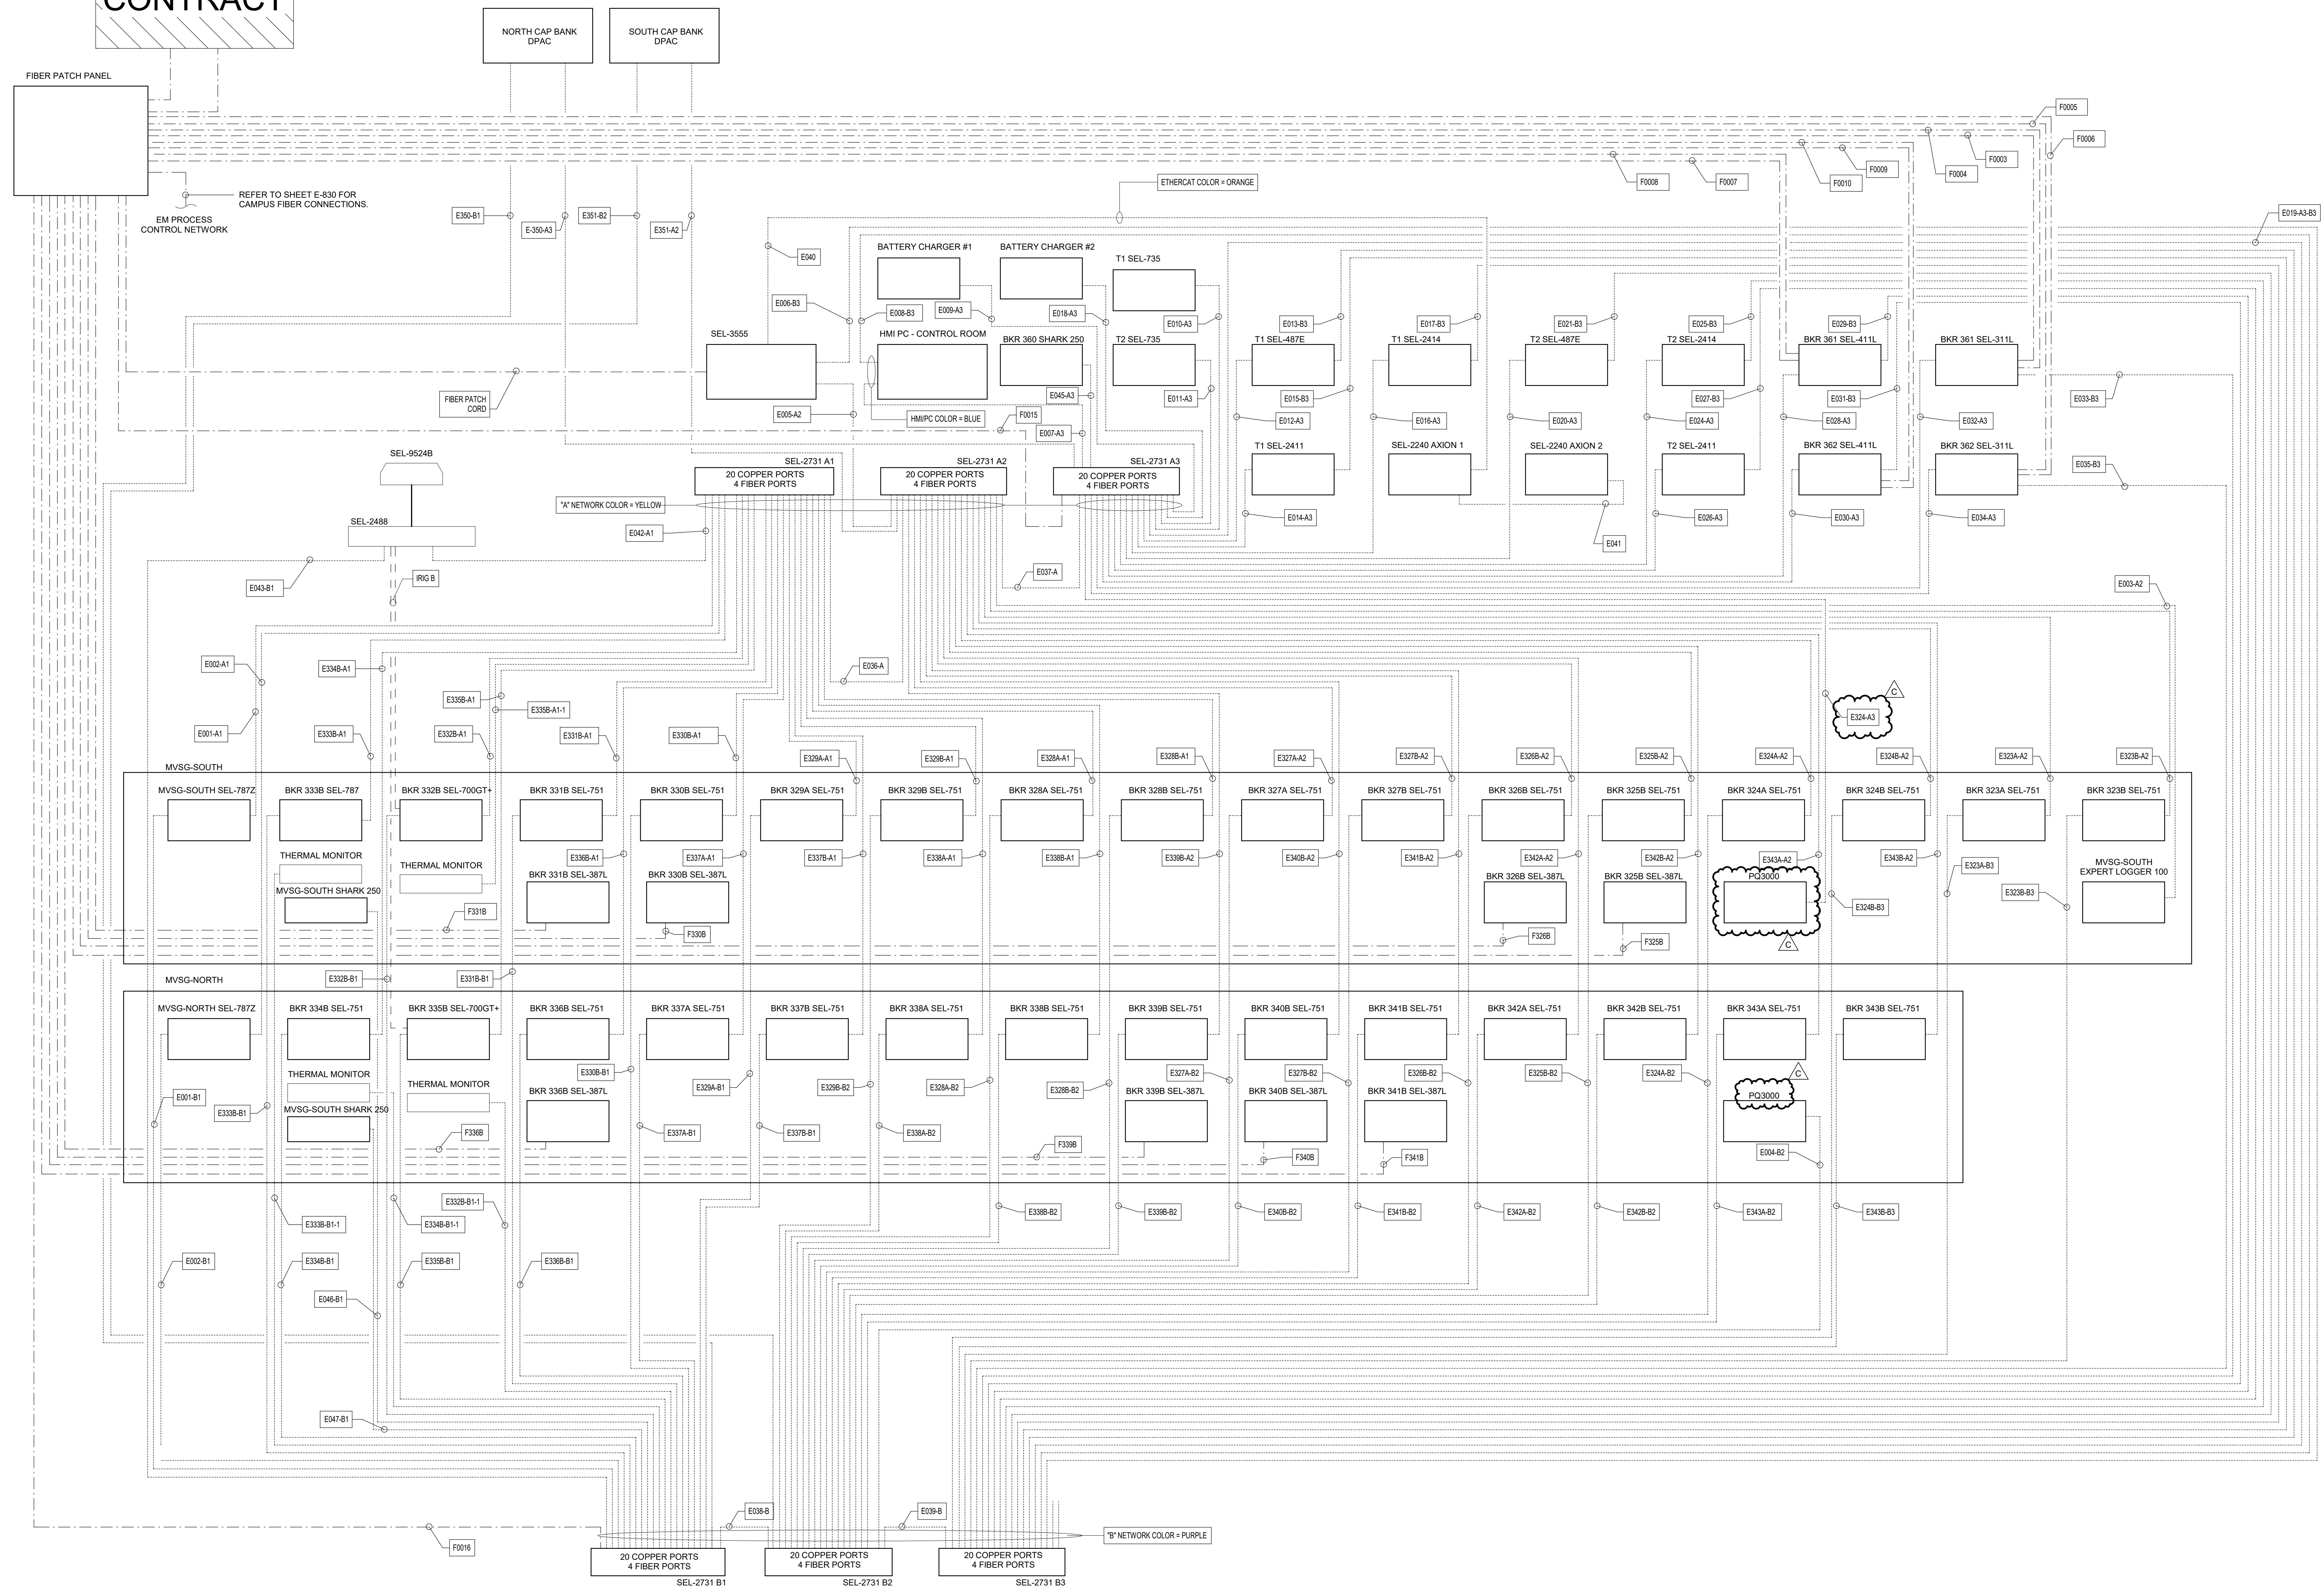 CONTRACT
NORTH CAP BANK
DPAC
SOUTH CAP BANK
DPAC
FIBER PATCH PANEL
F0005
F0006
F0003
F0004
F0009
F0010
F0007
F0008
ETHERCAT COLOR = ORANGE
REFER TO SHEET E-830 FOR
CAMPUS FIBER CONNECTIONS.
EM PROCESS
CONTROL NETWORK
E350-B1
E-350-A3
E351-B2
E351-A2
E019-A3-B3
E040
BATTERY CHARGER #1
BATTERY CHARGER #2
T1 SEL-735
E006-B3
E008-B3
E009-A3
E018-A3
E010-A3
E013-B3
E017-B3
E021-B3
E025-B3
E029-B3
SEL-3555
HMI PC - CONTROL ROOM
BKR 360 SHARK 250
T2 SEL-735
T1 SEL-487E
T1 SEL-2414
T2 SEL-487E
T2 SEL-2414
BKR 361 SEL-411L
BKR 361 SEL-311L
FIBER PATCH
CORD
E005-A2
HMI/PC COLOR = BLUE
F0015
E045-A3
E007-A3
E011-A3
E015-B3
E012-A3
E016-A3
E020-A3
E027-B3
E024-A3
E031-B3
E028-A3
E032-A3
E033-B3
T1 SEL-2411
SEL-2240 AXION 1
SEL-2240 AXION 2
T2 SEL-2411
BKR 362 SEL-411L
BKR 362 SEL-311L
E035-B3
SEL-9524B
SEL-2731 A1
SEL-2731 A2
SEL-2731 A3
20 COPPER PORTS
4 FIBER PORTS
20 COPPER PORTS
4 FIBER PORTS
20 COPPER PORTS
4 FIBER PORTS
"A" NETWORK COLOR = YELLOW
SEL-2488
E042-A1
E014-A3
E041
E026-A3
E030-A3
E034-A3
IRIG B
E043-B1
E037-A
E003-A2
E002-A1
E334B-A1
E036-A
E335B-A1
E335B-A1-1
E324-A3
C
E001-A1
E333B-A1
E332B-A1
E331B-A1
E330B-A1
E329A-A1
E329B-A1
E328A-A1
E328B-A1
E327A-A2
E327B-A2
E326B-A2
E325B-A2
E324A-A2
E324B-A2
E323A-A2
E323B-A2
MVSG-SOUTH
MVSG-SOUTH SEL-787Z
BKR 333B SEL-787
BKR 332B SEL-700GT+
BKR 331B SEL-751
BKR 330B SEL-751
BKR 329A SEL-751
BKR 329B SEL-751
BKR 328A SEL-751
BKR 328B SEL-751
BKR 327A SEL-751
BKR 327B SEL-751
BKR 326B SEL-751
BKR 325B SEL-751
BKR 324A SEL-751
BKR 324B SEL-751
BKR 323A SEL-751
BKR 323B SEL-751
THERMAL MONITOR
THERMAL MONITOR
E336B-A1
E337A-A1
E337B-A1
E338A-A1
E338B-A1
E339B-A2
E340B-A2
E341B-A2
E342A-A2
E342B-A2
E343A-A2
E343B-A2
E323A-B3
MVSG-SOUTH
EXPERT LOGGER 100
MVSG-SOUTH SHARK 250
BKR 331B SEL-387L
BKR 330B SEL-387L
BKR 326B SEL-387L
BKR 325B SEL-387L
PQ3000
E323B-B3
E324B-B3
F331B
F330B
F326B
F325B
C
MVSG-NORTH
E332B-B1
E331B-B1
MVSG-NORTH SEL-787Z
BKR 334B SEL-751
BKR 335B SEL-700GT+
BKR 336B SEL-751
BKR 337A SEL-751
BKR 337B SEL-751
BKR 338A SEL-751
BKR 338B SEL-751
BKR 339B SEL-751
BKR 340B SEL-751
BKR 341B SEL-751
BKR 342A SEL-751
BKR 342B SEL-751
BKR 343A SEL-751
BKR 343B SEL-751
THERMAL MONITOR
THERMAL MONITOR
E330B-B1
E329A-B1
E329B-B2
E328A-B2
E328B-B2
E327A-B2
E327B-B2
E326B-B2
E325B-B2
E324A-B2
C
E001-B1
E333B-B1
MVSG-SOUTH SHARK 250
BKR 336B SEL-387L
BKR 339B SEL-387L
BKR 340B SEL-387L
BKR 341B SEL-387L
PQ3000
F336B
E337A-B1
E337B-B1
E338A-B2
F339B
F340B
F341B
E004-B2
E332B-B1-1
E333B-B1-1
E334B-B1-1
E338B-B2
E339B-B2
E340B-B2
E341B-B2
E342A-B2
E342B-B2
E343A-B2
E343B-B3
E002-B1
E334B-B1
E335B-B1
E336B-B1
E046-B1
E047-B1
E038-B
E039-B
"B" NETWORK COLOR = PURPLE
F0016
20 COPPER PORTS
4 FIBER PORTS
20 COPPER PORTS
4 FIBER PORTS
20 COPPER PORTS
4 FIBER PORTS
SEL-2731 B1
SEL-2731 B2
SEL-2731 B3